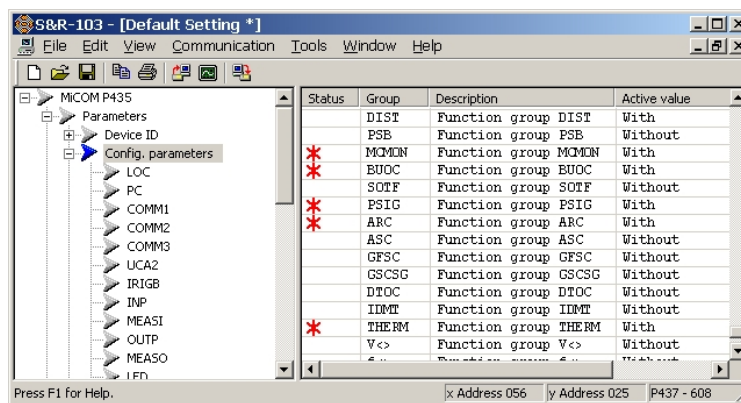 S&R-103 - [Default Setting *]
File Edit View Communication Tools Window Help
MiCOM P435
Parameters
Device ID
Config. parameters
LOC
PC
COMM1
COMM2
COMM3
UCA2
IRIGB
INP
MEASI
OUTP
MEASO
LED
Status Group Description Active value
DIST Function group DIST With
PSB Function group PSB Without
MCMON Function group MCMON With
BUOC Function group BUOC With
SOTF Function group SOTF Without
PSIG Function group PSIG With
ARC Function group ARC With
ASC Function group ASC Without
GFSC Function group GFSC Without
GSCSG Function group GSCSG Without
DTOC Function group DTOC Without
IDMT Function group IDMT Without
THERM Function group THERM With
V<> Function group V<> Without
Press F1 for Help. x Address 056 y Address 025 P437 - 608